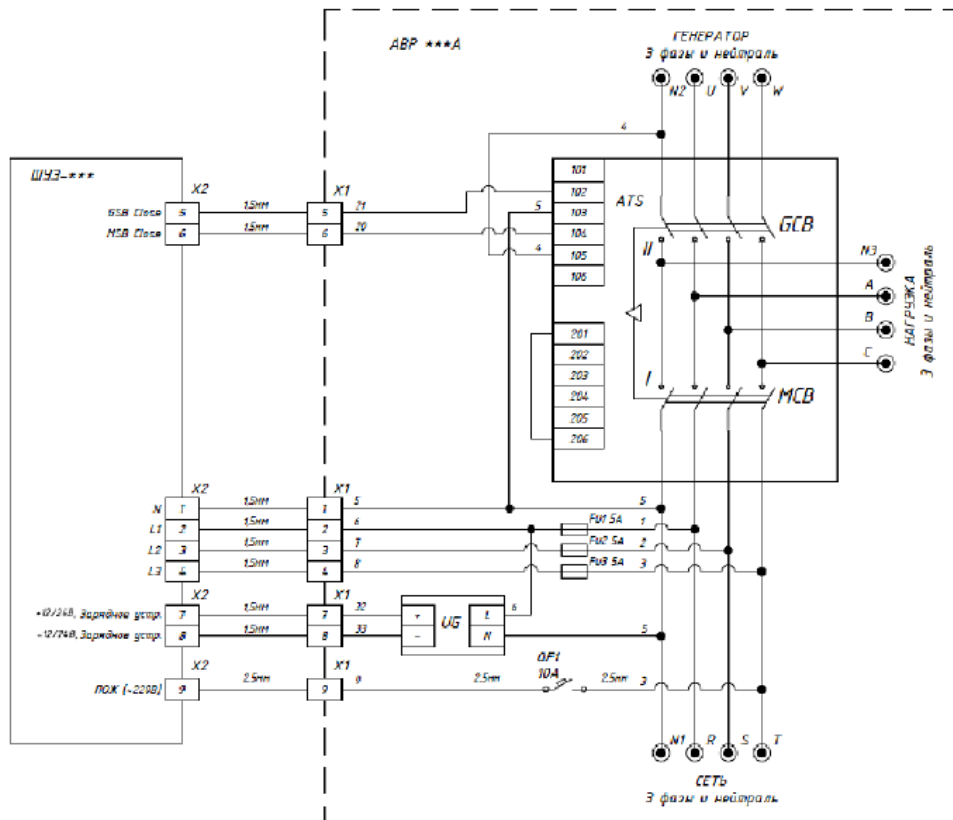 АВР ***А
ГЕНЕРАТОР
3 фазы и нейтраль
N2 U V W
4
ШУЗ-***
X2 X1
GSB Close 5 1,5мм 5 21
MSB Close 6 1,5мм 6 20
101
102
5 103
104
4 105
106
ATS
GCB
II
N3
A
B
C
НАГРУЗКА
3 фазы и нейтраль
201
202
203
204
205
206
I
MCB
X2 X1
N 1 1,5мм 1 5 5
L1 2 1,5мм 2 6 FU1 5А 1
L2 3 1,5мм 3 7 FU2 5А 2
L3 4 1,5мм 4 8 FU3 5А 3
X2 X1
+12/24В, Зарядное устр. 7 1,5мм 7 32 + UG L 6
-12/24В, Зарядное устр. 8 1,5мм 8 33 - N 5
X2 X1
QF1
10А
ПОЖ (~220В) 9 2,5мм 9 9 2,5мм 2,5мм 3
N1 R S T
СЕТЬ
3 фазы и нейтраль